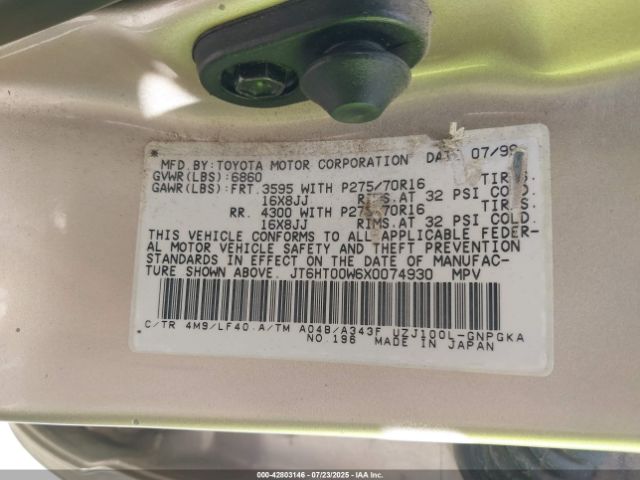 * MFD. BY: TOYOTA MOTOR CORPORATION DATE 07/99
GVWR(LBS):6860
GAWR(LBS): FRT. 3595 WITH P275/70R16 TIRES.
16X8JJ RIMS. AT 32 PSI COLD.
RR. 4300 WITH P275/70R16 TIRES.
16X8JJ RIMS. AT 32 PSI COLD.
THIS VEHICLE CONFORMS TO ALL APPLICABLE FEDER-
AL MOTOR VEHICLE SAFETY AND THEFT PREVENTION
STANDARDS IN EFFECT ON THE DATE OF MANUFAC-
TURE SHOWN ABOVE. JT6HT00W6X0074930 MPV
C/TR 4M9/LF40 A/TM A04B/A343F UZJ100L-GNPGKA
NO. 196 MADE IN JAPAN
000-42803146 - 07/23/2025 - IAA Inc.